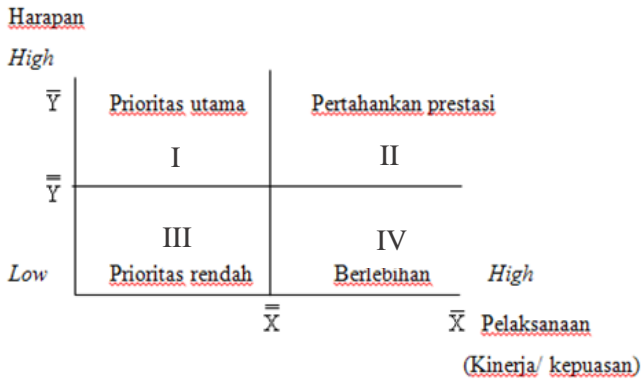 Harapan
High
Y̅ Prioritas utama Pertahankan prestasi
I II
Y̿
III IV
Low Prioritas rendah Berlebihan High
X̿ X̅ Pelaksanaan
(Kinerja/ kepuasan)